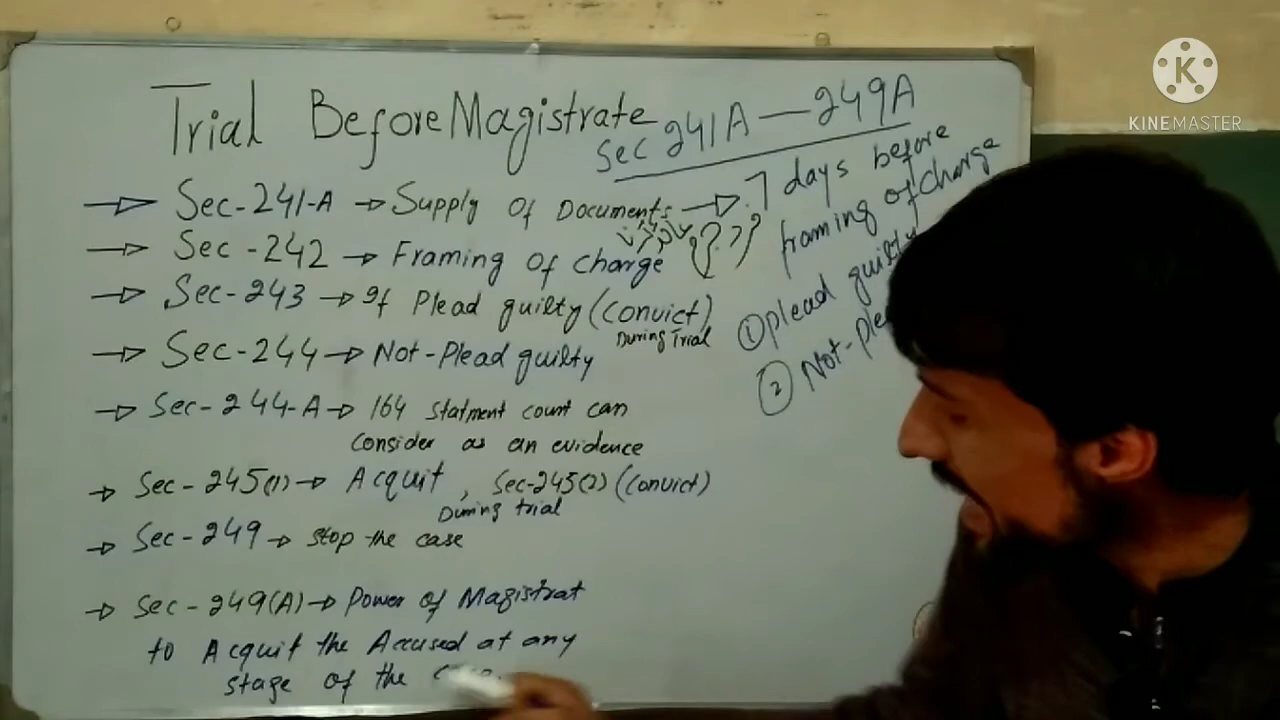 Trial Before Magistrate
Sec 241A — 249A
Sec-241-A → Supply of Documents → 7 days before
framing of charge
Sec-242 → Framing of charge
Sec-243 → If Plead guilty (Convict)
During Trial
① plead guilty
Sec-244 → Not-Plead guilty
② Not-Ple
Sec-244-A → 164 statment count can
consider as an evidence
Sec-245(1) → Acquit, Sec-245(2) (Convict)
During trial
Sec-249 → stop the case
Sec-249(A) → Power of Magistrat
to Acquit the Accused at any
stage of the
K
KINEMASTER